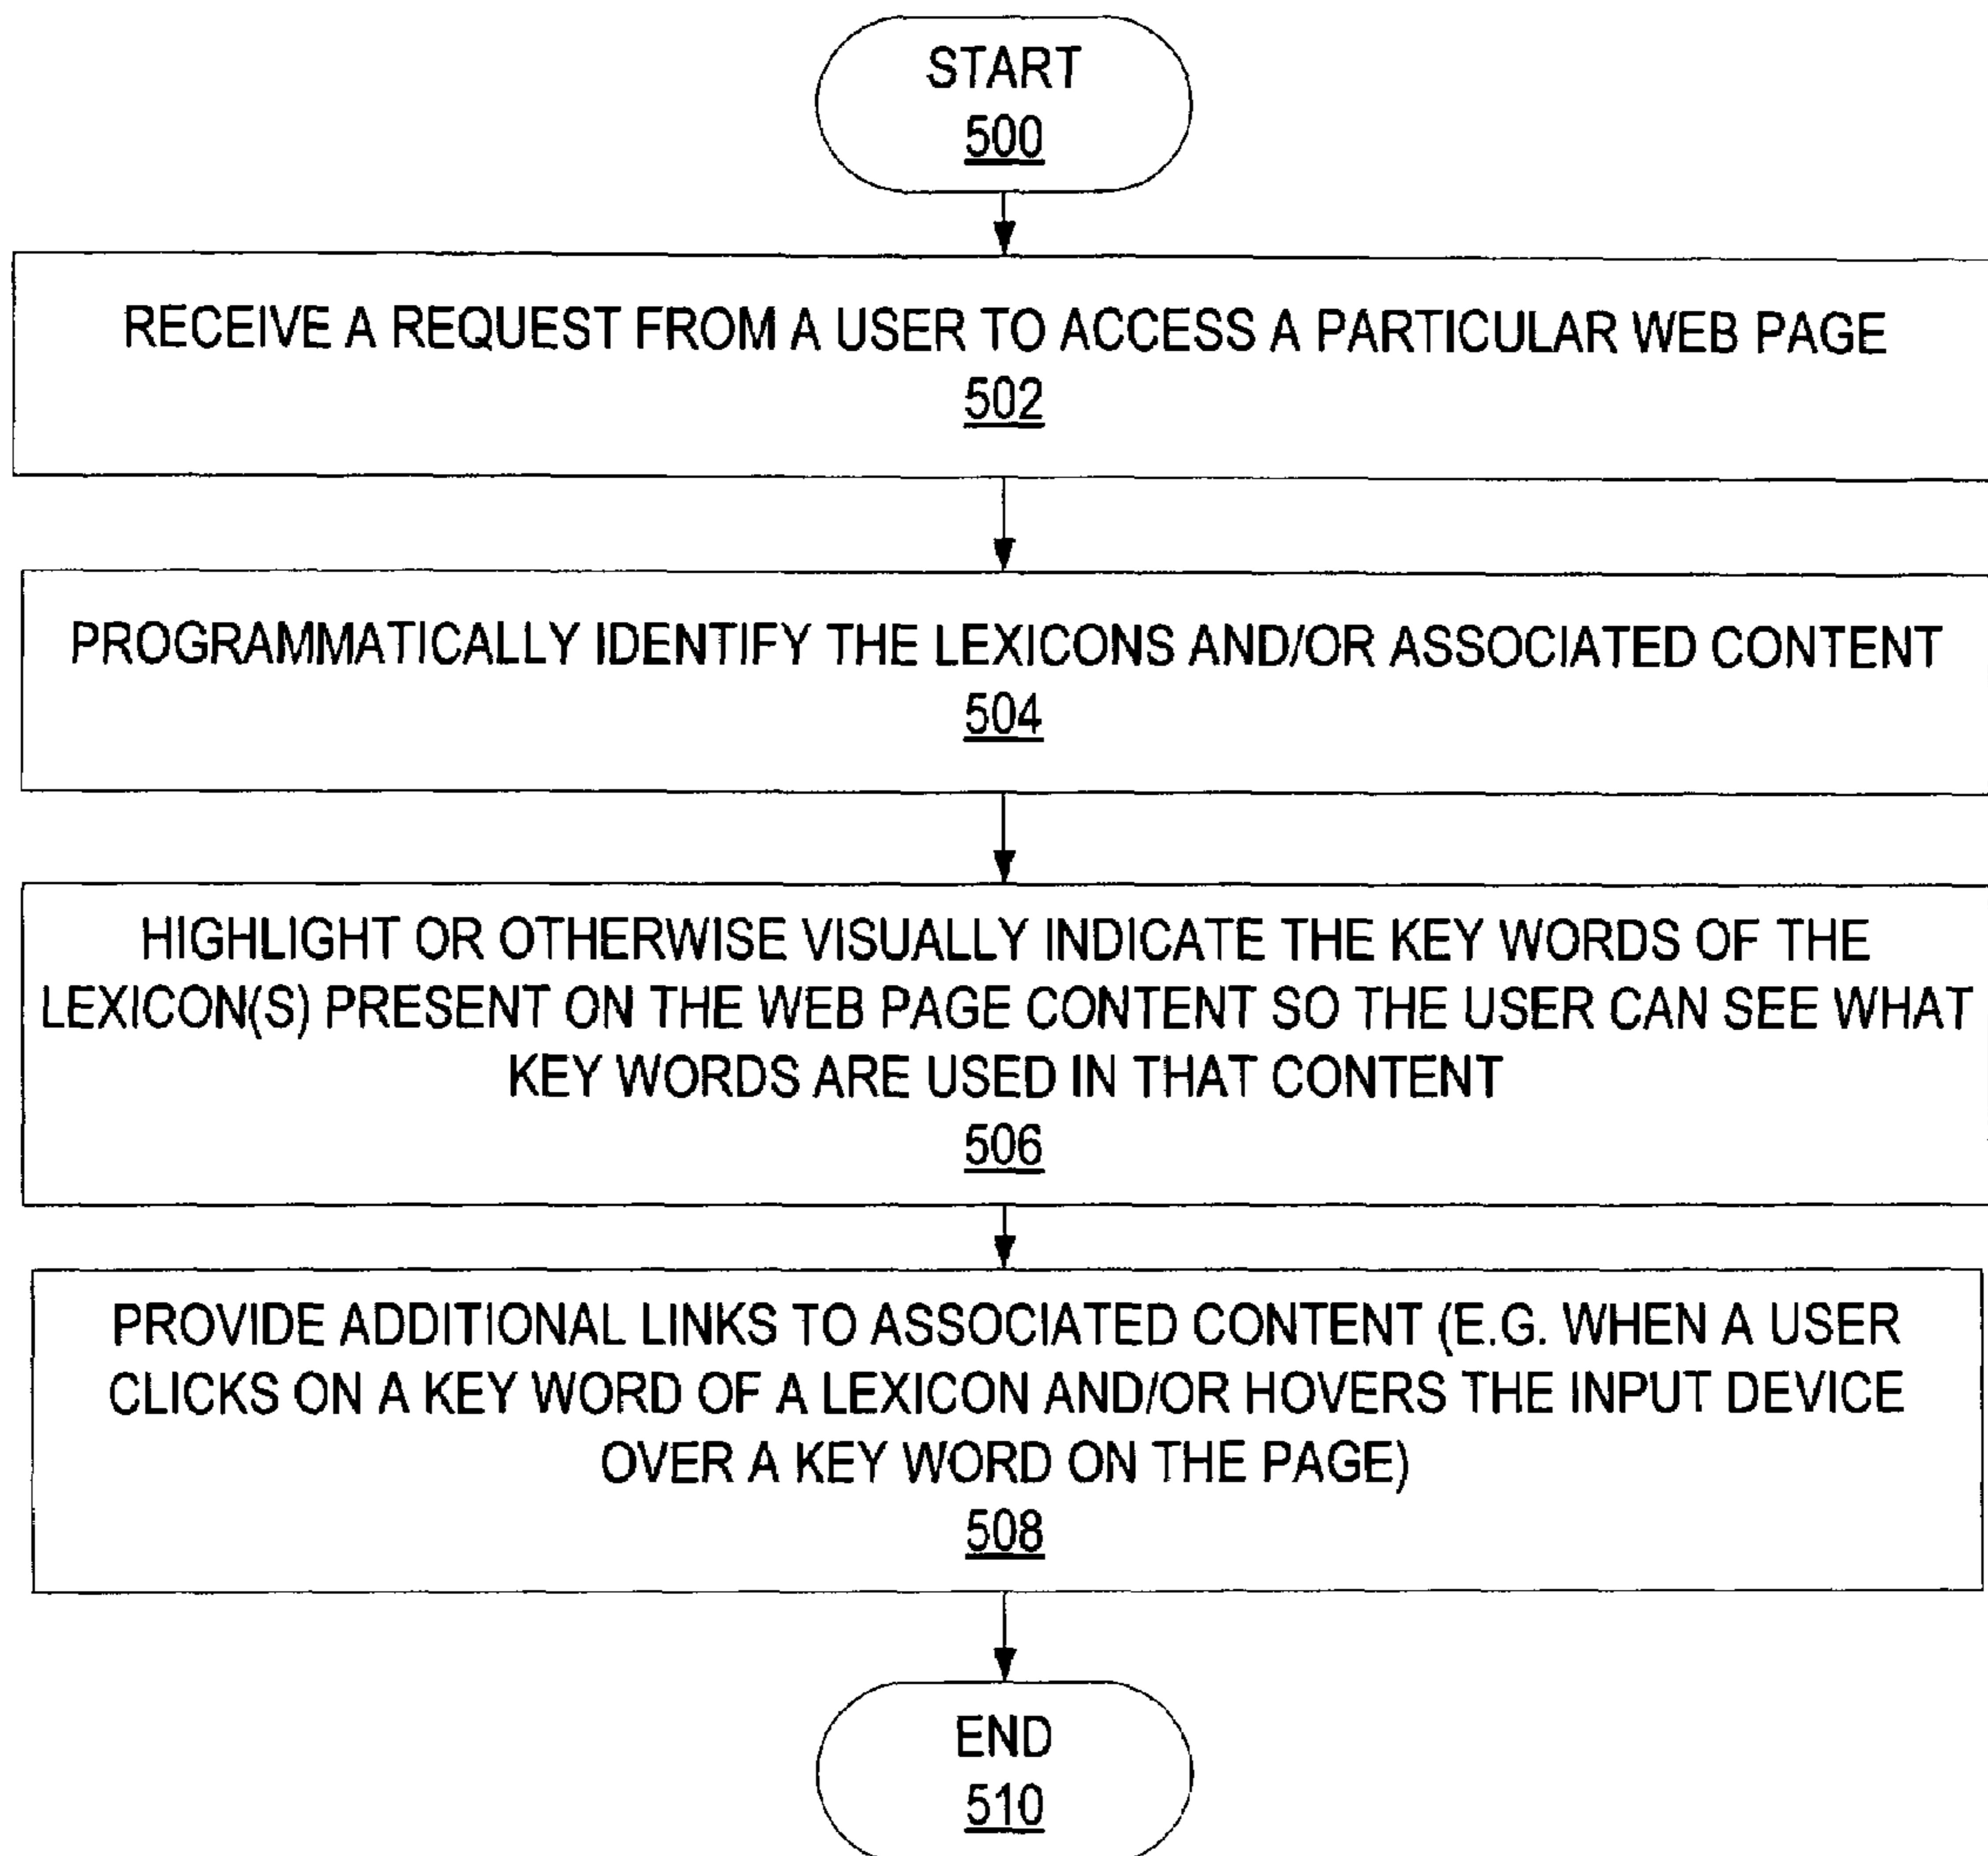 START
500
RECEIVE A REQUEST FROM A USER TO ACCESS A PARTICULAR WEB PAGE
502
PROGRAMMATICALLY IDENTIFY THE LEXICONS AND/OR ASSOCIATED CONTENT
504
HIGHLIGHT OR OTHERWISE VISUALLY INDICATE THE KEY WORDS OF THE
LEXICON(S) PRESENT ON THE WEB PAGE CONTENT SO THE USER CAN SEE WHAT
KEY WORDS ARE USED IN THAT CONTENT
506
PROVIDE ADDITIONAL LINKS TO ASSOCIATED CONTENT (E.G. WHEN A USER
CLICKS ON A KEY WORD OF A LEXICON AND/OR HOVERS THE INPUT DEVICE
OVER A KEY WORD ON THE PAGE)
508
END
510